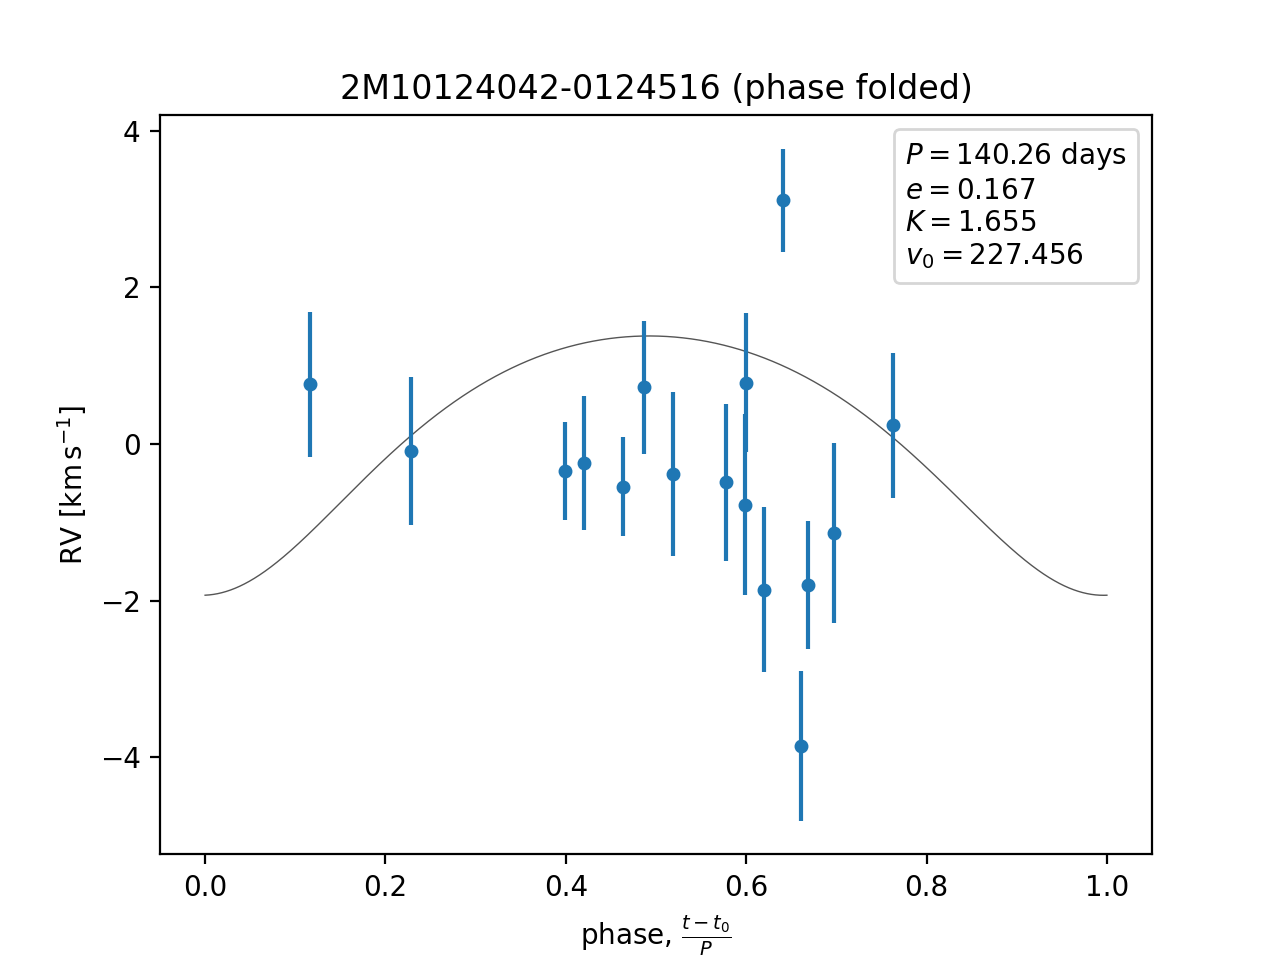 2M10124042-0124516 (phase folded)
P = 140.26 days
e = 0.167
K = 1.655
v₀ = 227.456
4
2
0
−2
−4
RV [km s⁻¹]
0.0 0.2 0.4 0.6 0.8 1.0
phase, (t − t₀)/P